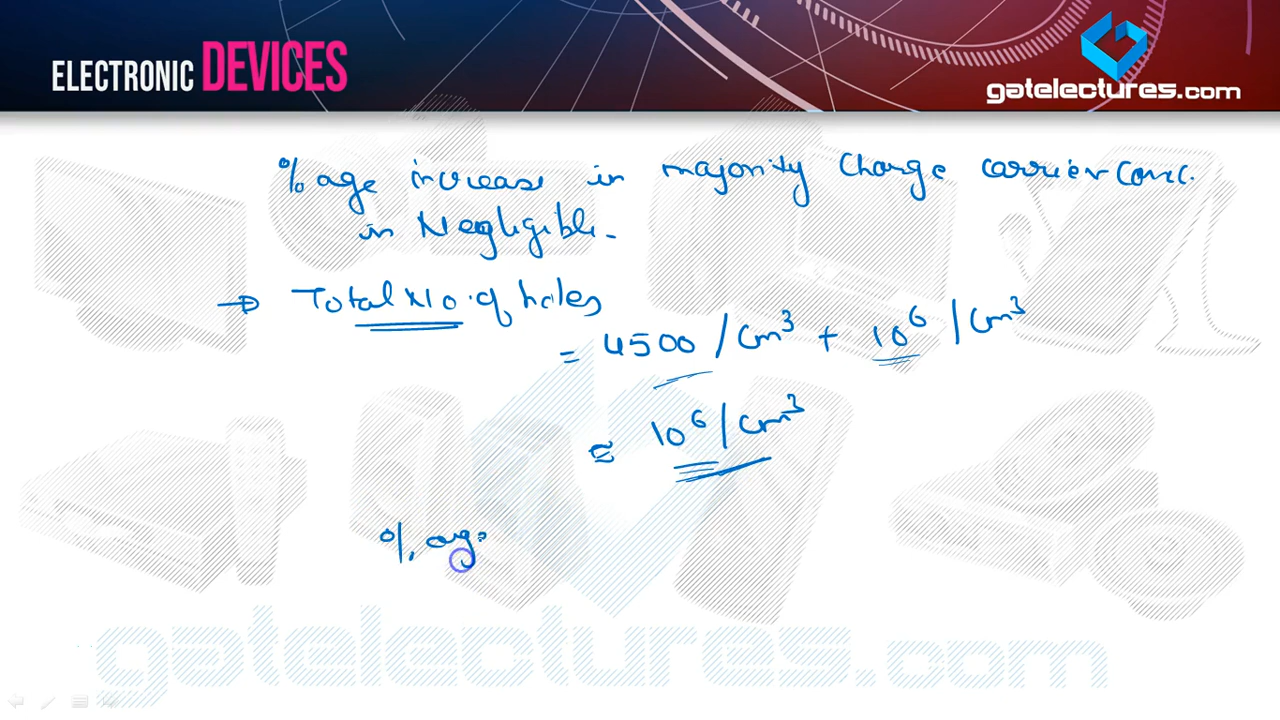 ELECTRONIC DEVICES
gatelectures.com
%age increase in majority charge carrier conc.
in Negligible.
→ Total no. of holes
= 4500 / cm³ + 10⁶ / cm³
≈ 10⁶ / cm³
% age
gatelectures.com